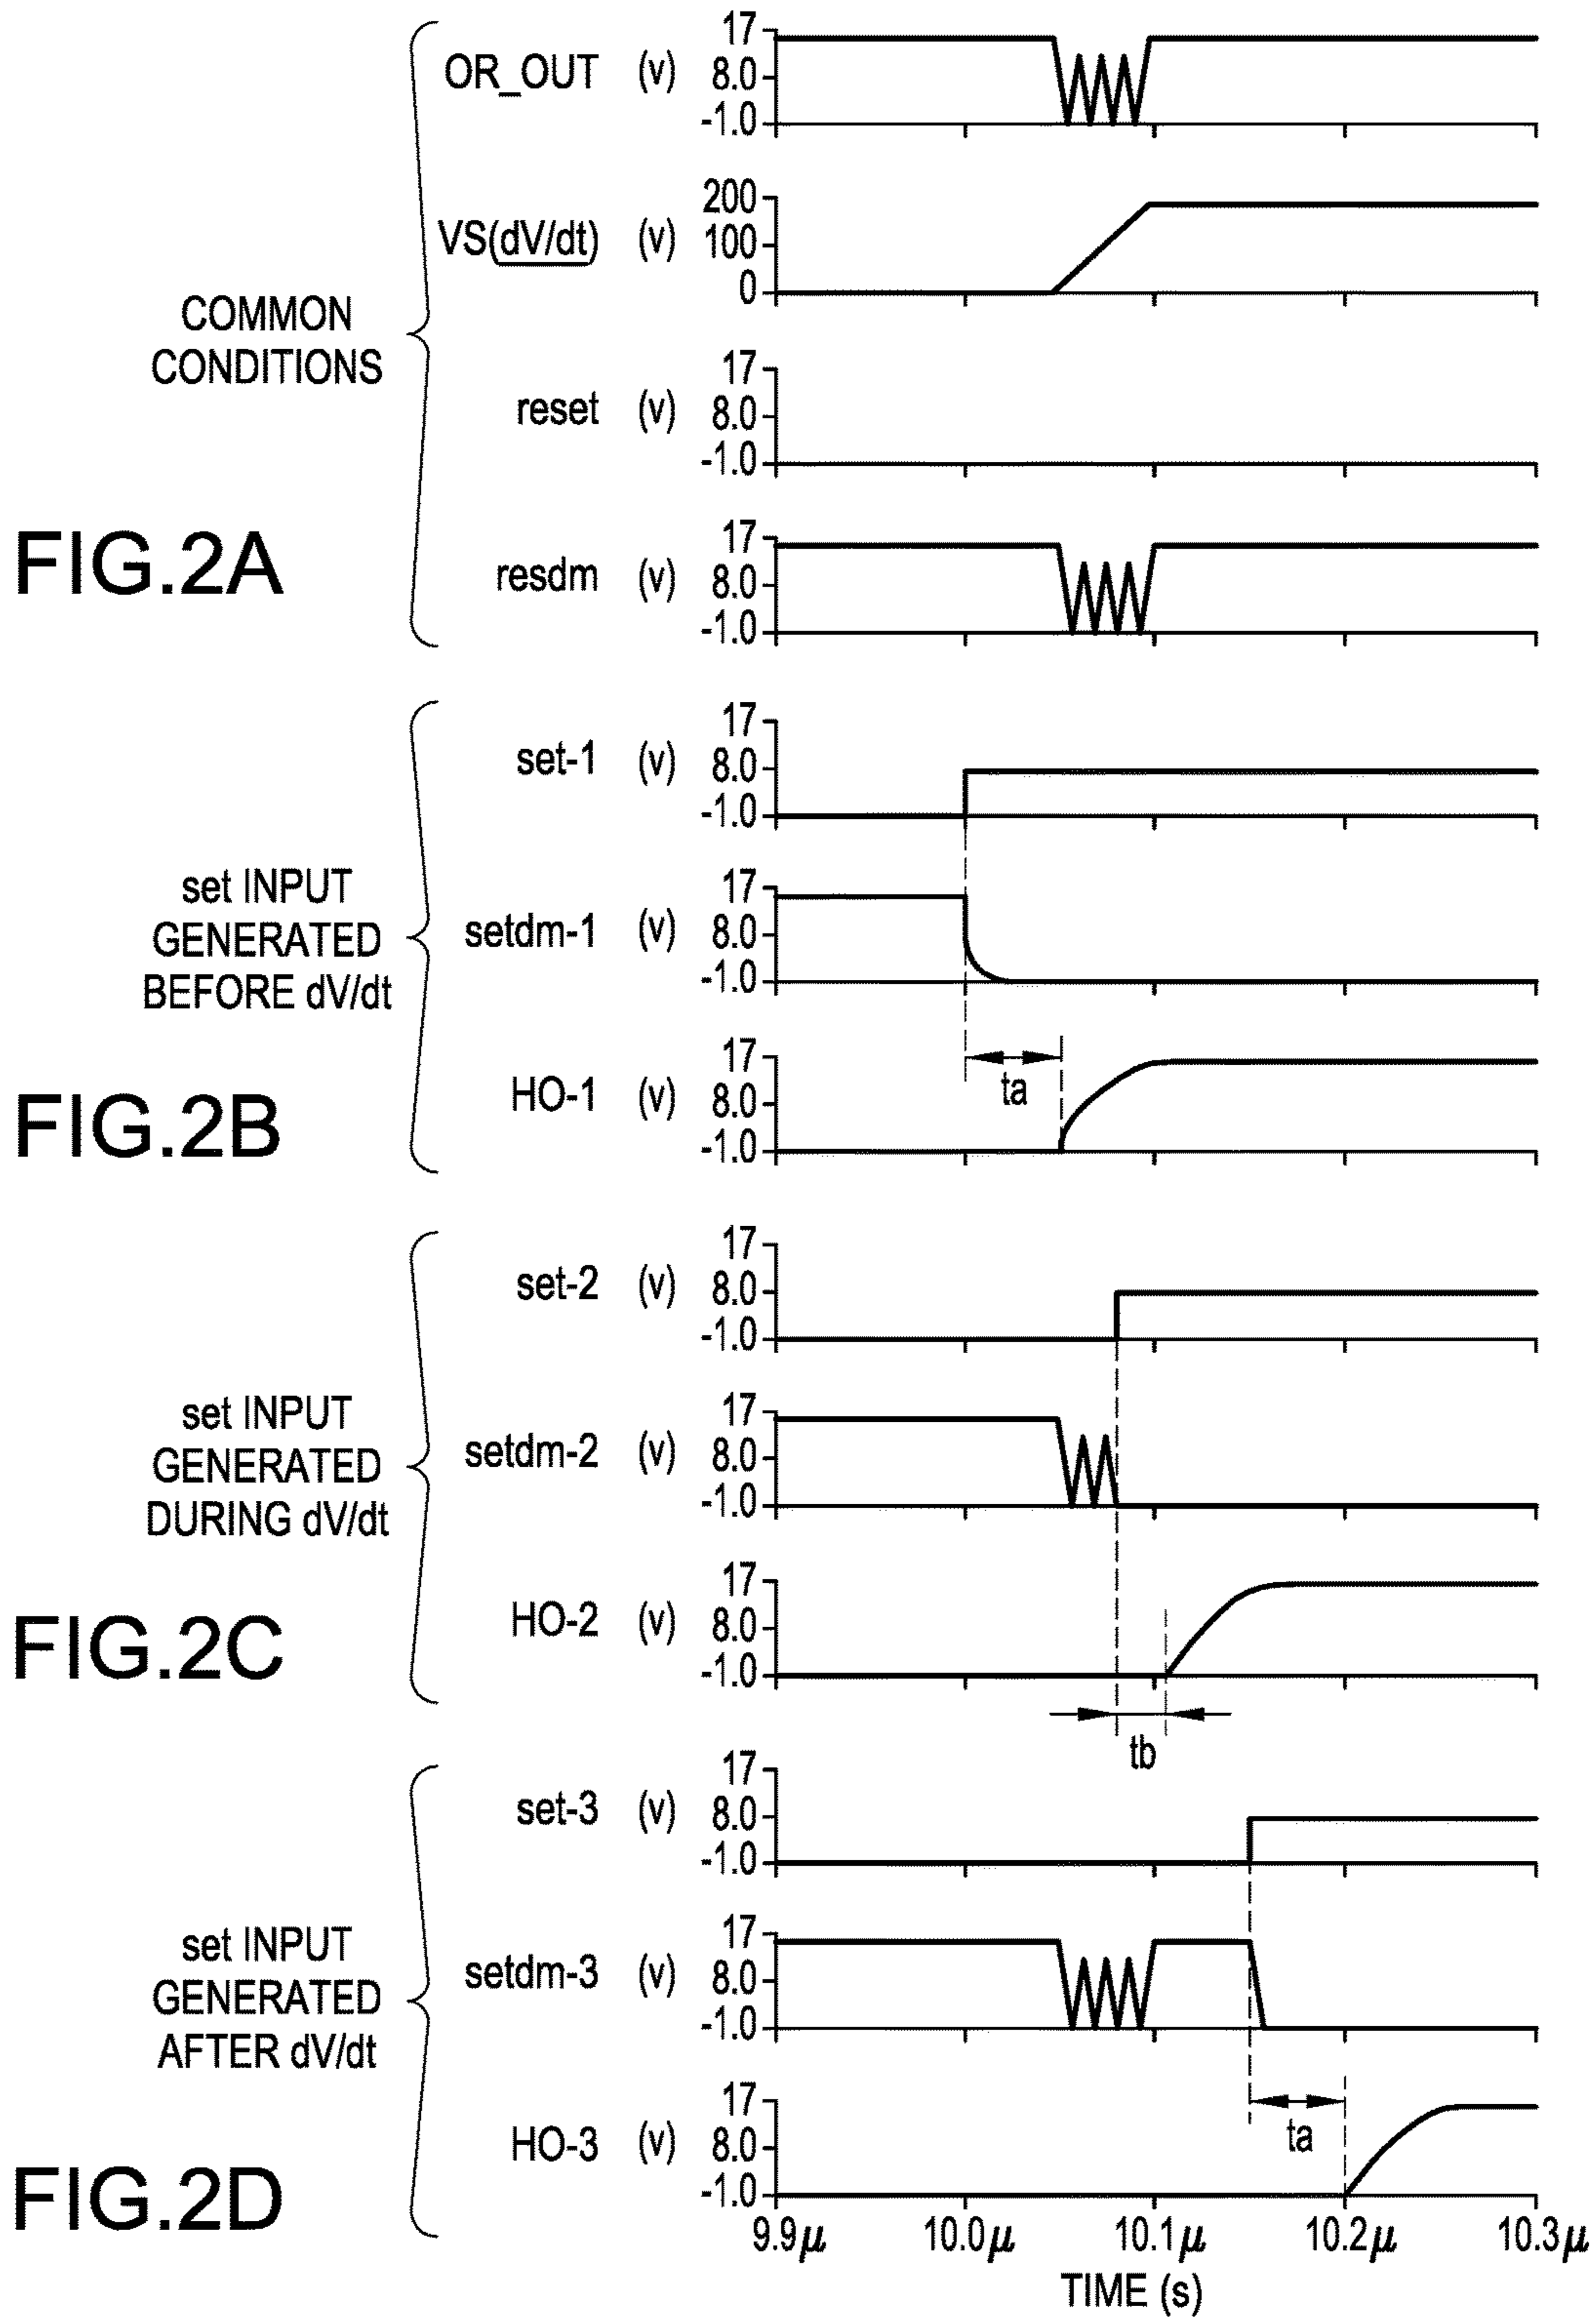 17
OR_OUT (v) 8.0
-1.0
200
VS(dV/dt) (v) 100
0
COMMON
CONDITIONS
17
reset (v) 8.0
-1.0
FIG.2A
17
resdm (v) 8.0
-1.0
17
set-1 (v) 8.0
-1.0
set INPUT
GENERATED
BEFORE dV/dt
17
setdm-1 (v) 8.0
-1.0
FIG.2B
17
HO-1 (v) 8.0
-1.0
ta
17
set-2 (v) 8.0
-1.0
set INPUT
GENERATED
DURING dV/dt
17
setdm-2 (v) 8.0
-1.0
FIG.2C
17
HO-2 (v) 8.0
-1.0
tb
17
set-3 (v) 8.0
-1.0
set INPUT
GENERATED
AFTER dV/dt
17
setdm-3 (v) 8.0
-1.0
FIG.2D
17
HO-3 (v) 8.0
-1.0
ta
9.9μ 10.0μ 10.1μ 10.2μ 10.3μ
TIME (s)